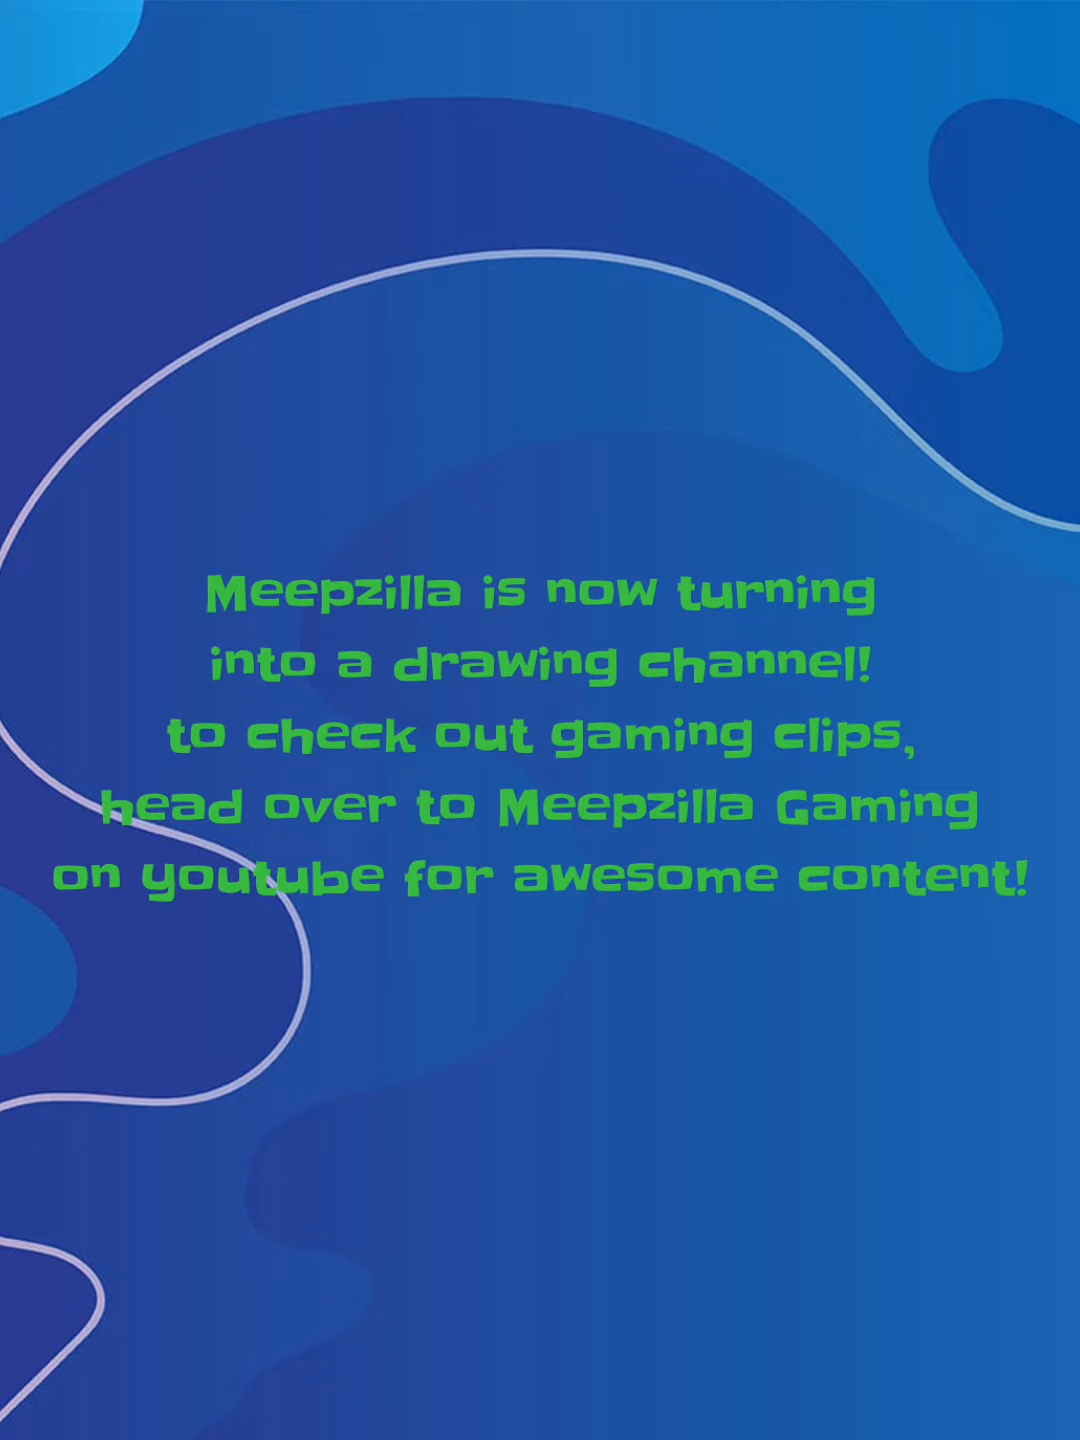 Meepzilla is now turning
into a drawing channel!
to check out gaming clips,
head over to Meepzilla Gaming
on youtube for awesome content!